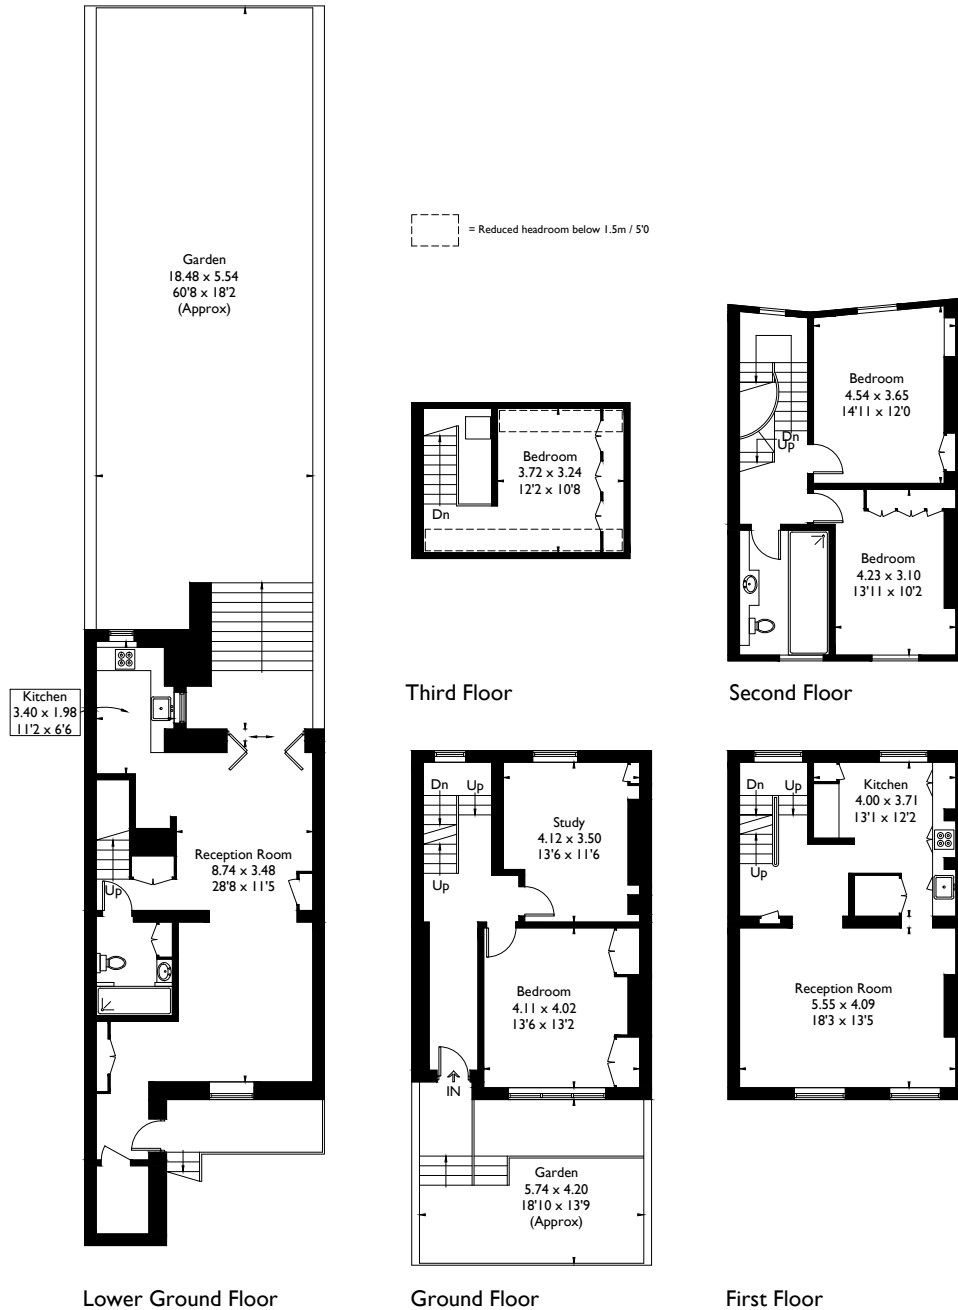 Garden
18.48 x 5.54
60'8 x 18'2
(Approx)
= Reduced headroom below 1.5m / 5'0
Bedroom
3.72 x 3.24
12'2 x 10'8
Dn
Third Floor
Bedroom
4.54 x 3.65
14'11 x 12'0
Dn
Up
Bedroom
4.23 x 3.10
13'11 x 10'2
Second Floor
Kitchen
3.40 x 1.98
11'2 x 6'6
Reception Room
8.74 x 3.48
28'8 x 11'5
Up
Lower Ground Floor
Dn
Up
Study
4.12 x 3.50
13'6 x 11'6
Up
Bedroom
4.11 x 4.02
13'6 x 13'2
IN
Garden
5.74 x 4.20
18'10 x 13'9
(Approx)
Ground Floor
Dn
Up
Kitchen
4.00 x 3.71
13'1 x 12'2
Up
Reception Room
5.55 x 4.09
18'3 x 13'5
First Floor